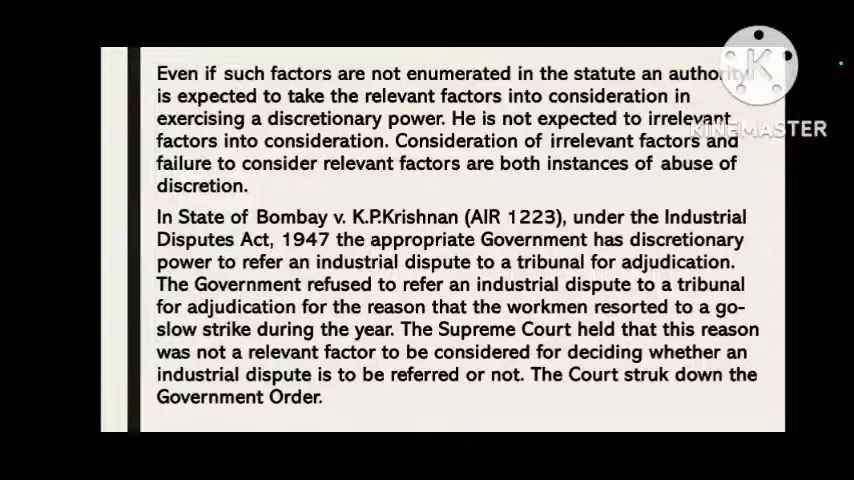 Even if such factors are not enumerated in the statute an authority
is expected to take the relevant factors into consideration in
exercising a discretionary power. He is not expected to irrelevant
factors into consideration. Consideration of irrelevant factors and
failure to consider relevant factors are both instances of abuse of
discretion.
In State of Bombay v. K.P.Krishnan (AIR 1223), under the Industrial
Disputes Act, 1947 the appropriate Government has discretionary
power to refer an industrial dispute to a tribunal for adjudication.
The Government refused to refer an industrial dispute to a tribunal
for adjudication for the reason that the workmen resorted to a go-
slow strike during the year. The Supreme Court held that this reason
was not a relevant factor to be considered for deciding whether an
industrial dispute is to be referred or not. The Court struk down the
Government Order.
K
KINEMASTER